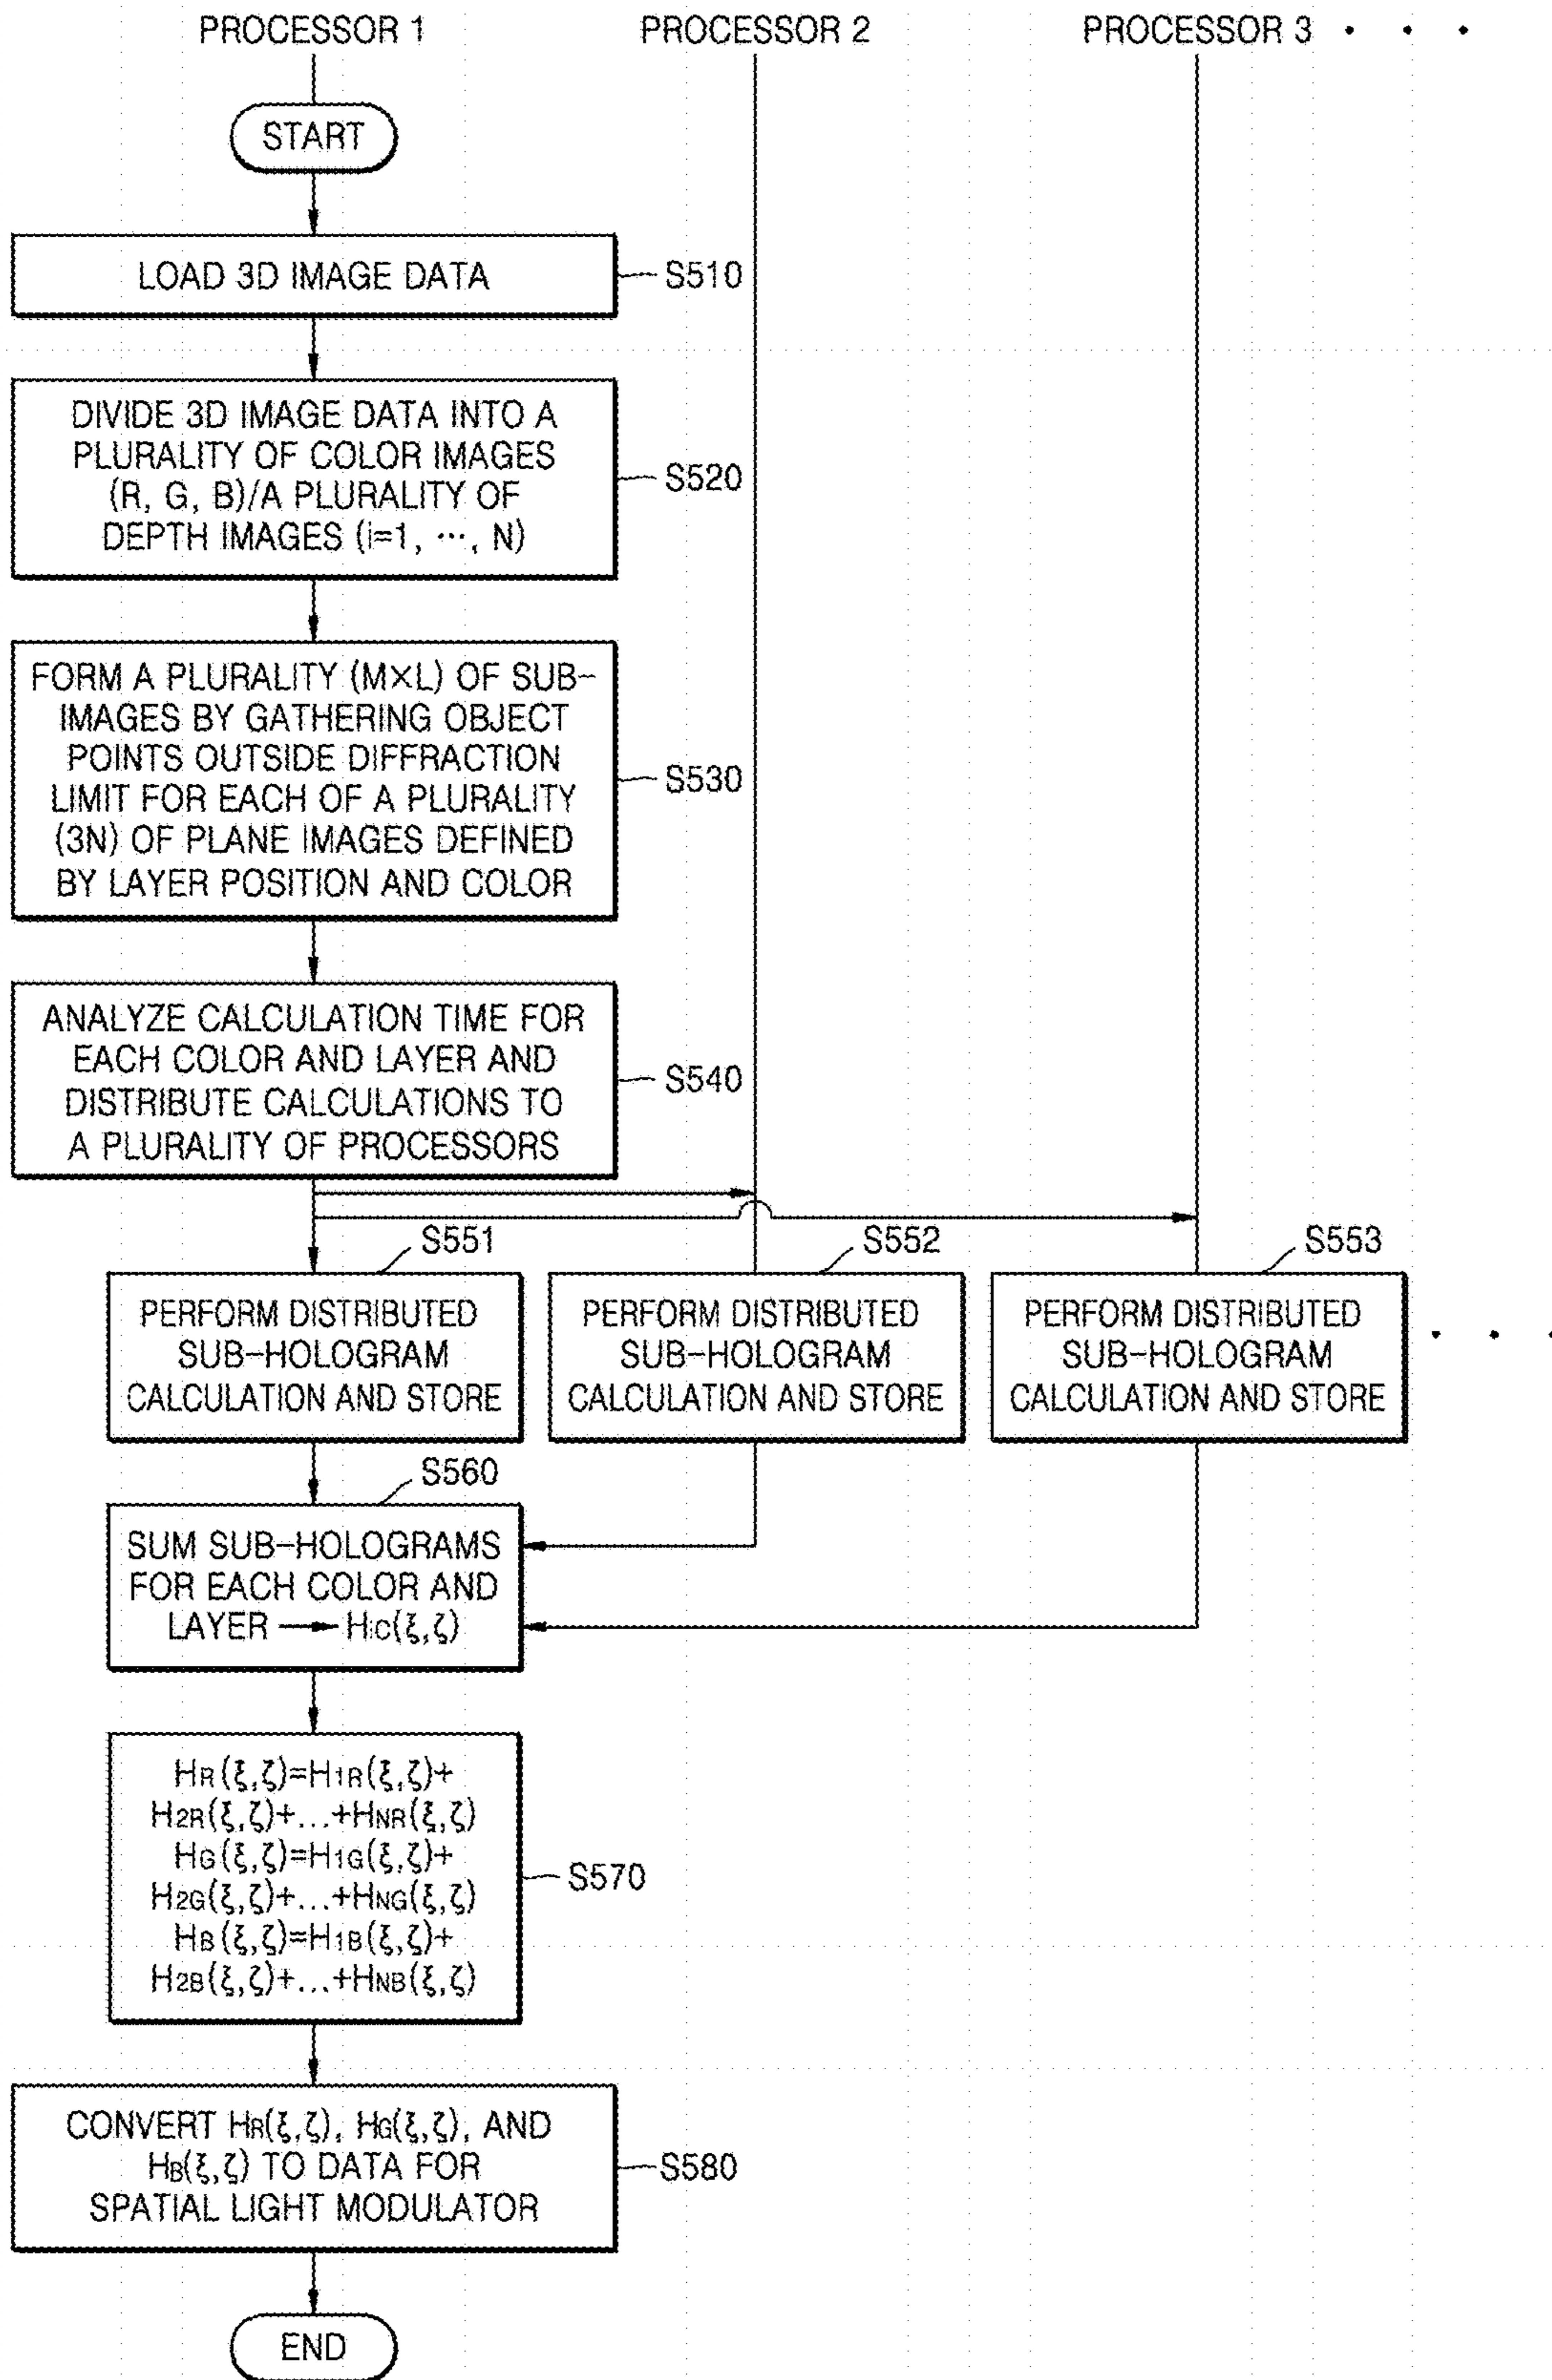 PROCESSOR 1
PROCESSOR 2
PROCESSOR 3 · · ·
START
LOAD 3D IMAGE DATA
S510
DIVIDE 3D IMAGE DATA INTO A
PLURALITY OF COLOR IMAGES
(R, G, B)/A PLURALITY OF
DEPTH IMAGES (i=1, ···, N)
S520
FORM A PLURALITY (M×L) OF SUB-
IMAGES BY GATHERING OBJECT
POINTS OUTSIDE DIFFRACTION
LIMIT FOR EACH OF A PLURALITY
(3N) OF PLANE IMAGES DEFINED
BY LAYER POSITION AND COLOR
S530
ANALYZE CALCULATION TIME FOR
EACH COLOR AND LAYER AND
DISTRIBUTE CALCULATIONS TO
A PLURALITY OF PROCESSORS
S540
S551
PERFORM DISTRIBUTED
SUB-HOLOGRAM
CALCULATION AND STORE
S552
PERFORM DISTRIBUTED
SUB-HOLOGRAM
CALCULATION AND STORE
S553
PERFORM DISTRIBUTED
SUB-HOLOGRAM
CALCULATION AND STORE
· · ·
S560
SUM SUB-HOLOGRAMS
FOR EACH COLOR AND
LAYER → HiC(ξ,ζ)
HR(ξ,ζ)=H1R(ξ,ζ)+
H2R(ξ,ζ)+...+HNR(ξ,ζ)
HG(ξ,ζ)=H1G(ξ,ζ)+
H2G(ξ,ζ)+...+HNG(ξ,ζ)
HB(ξ,ζ)=H1B(ξ,ζ)+
H2B(ξ,ζ)+...+HNB(ξ,ζ)
S570
CONVERT HR(ξ,ζ), HG(ξ,ζ), AND
HB(ξ,ζ) TO DATA FOR
SPATIAL LIGHT MODULATOR
S580
END